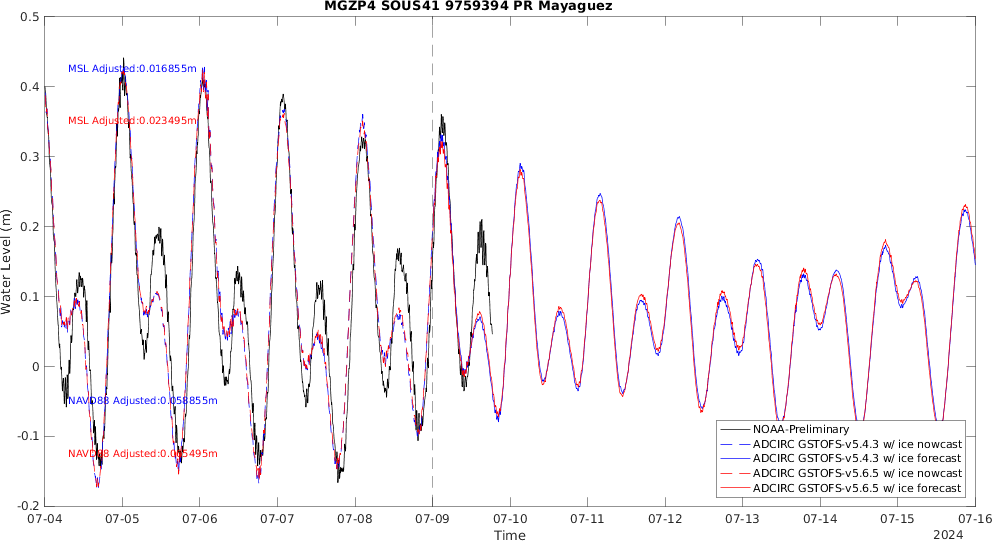 MGZP4 SOUS41 9759394 PR Mayaguez
0.5
0.4
0.3
0.2
0.1
0
-0.1
-0.2
Water Level (m)
MSL Adjusted:0.016855m
MSL Adjusted:0.023495m
NAVD88 Adjusted:0.058855m
NAVD88 Adjusted:0.065495m
NOAA-Preliminary
ADCIRC GSTOFS-v5.4.3 w/ ice nowcast
ADCIRC GSTOFS-v5.4.3 w/ ice forecast
ADCIRC GSTOFS-v5.6.5 w/ ice nowcast
ADCIRC GSTOFS-v5.6.5 w/ ice forecast
07-04 07-05 07-06 07-07 07-08 07-09 07-10 07-11 07-12 07-13 07-14 07-15 07-16
Time
2024